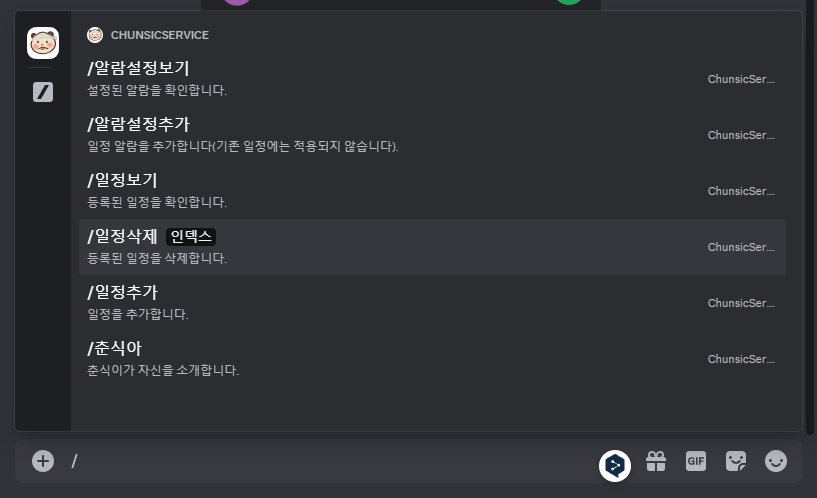 CHUNSICSERVICE
/알람설정보기
설정된 알람을 확인합니다.
ChunsicSer...
/알람설정추가
일정 알람을 추가합니다(기존 일정에는 적용되지 않습니다).
ChunsicSer...
/일정보기
등록된 일정을 확인합니다.
ChunsicSer...
/일정삭제 인덱스
등록된 일정을 삭제합니다.
ChunsicSer...
/일정추가
일정을 추가합니다.
ChunsicSer...
/춘식아
춘식이가 자신을 소개합니다.
ChunsicSer...
/
GIF